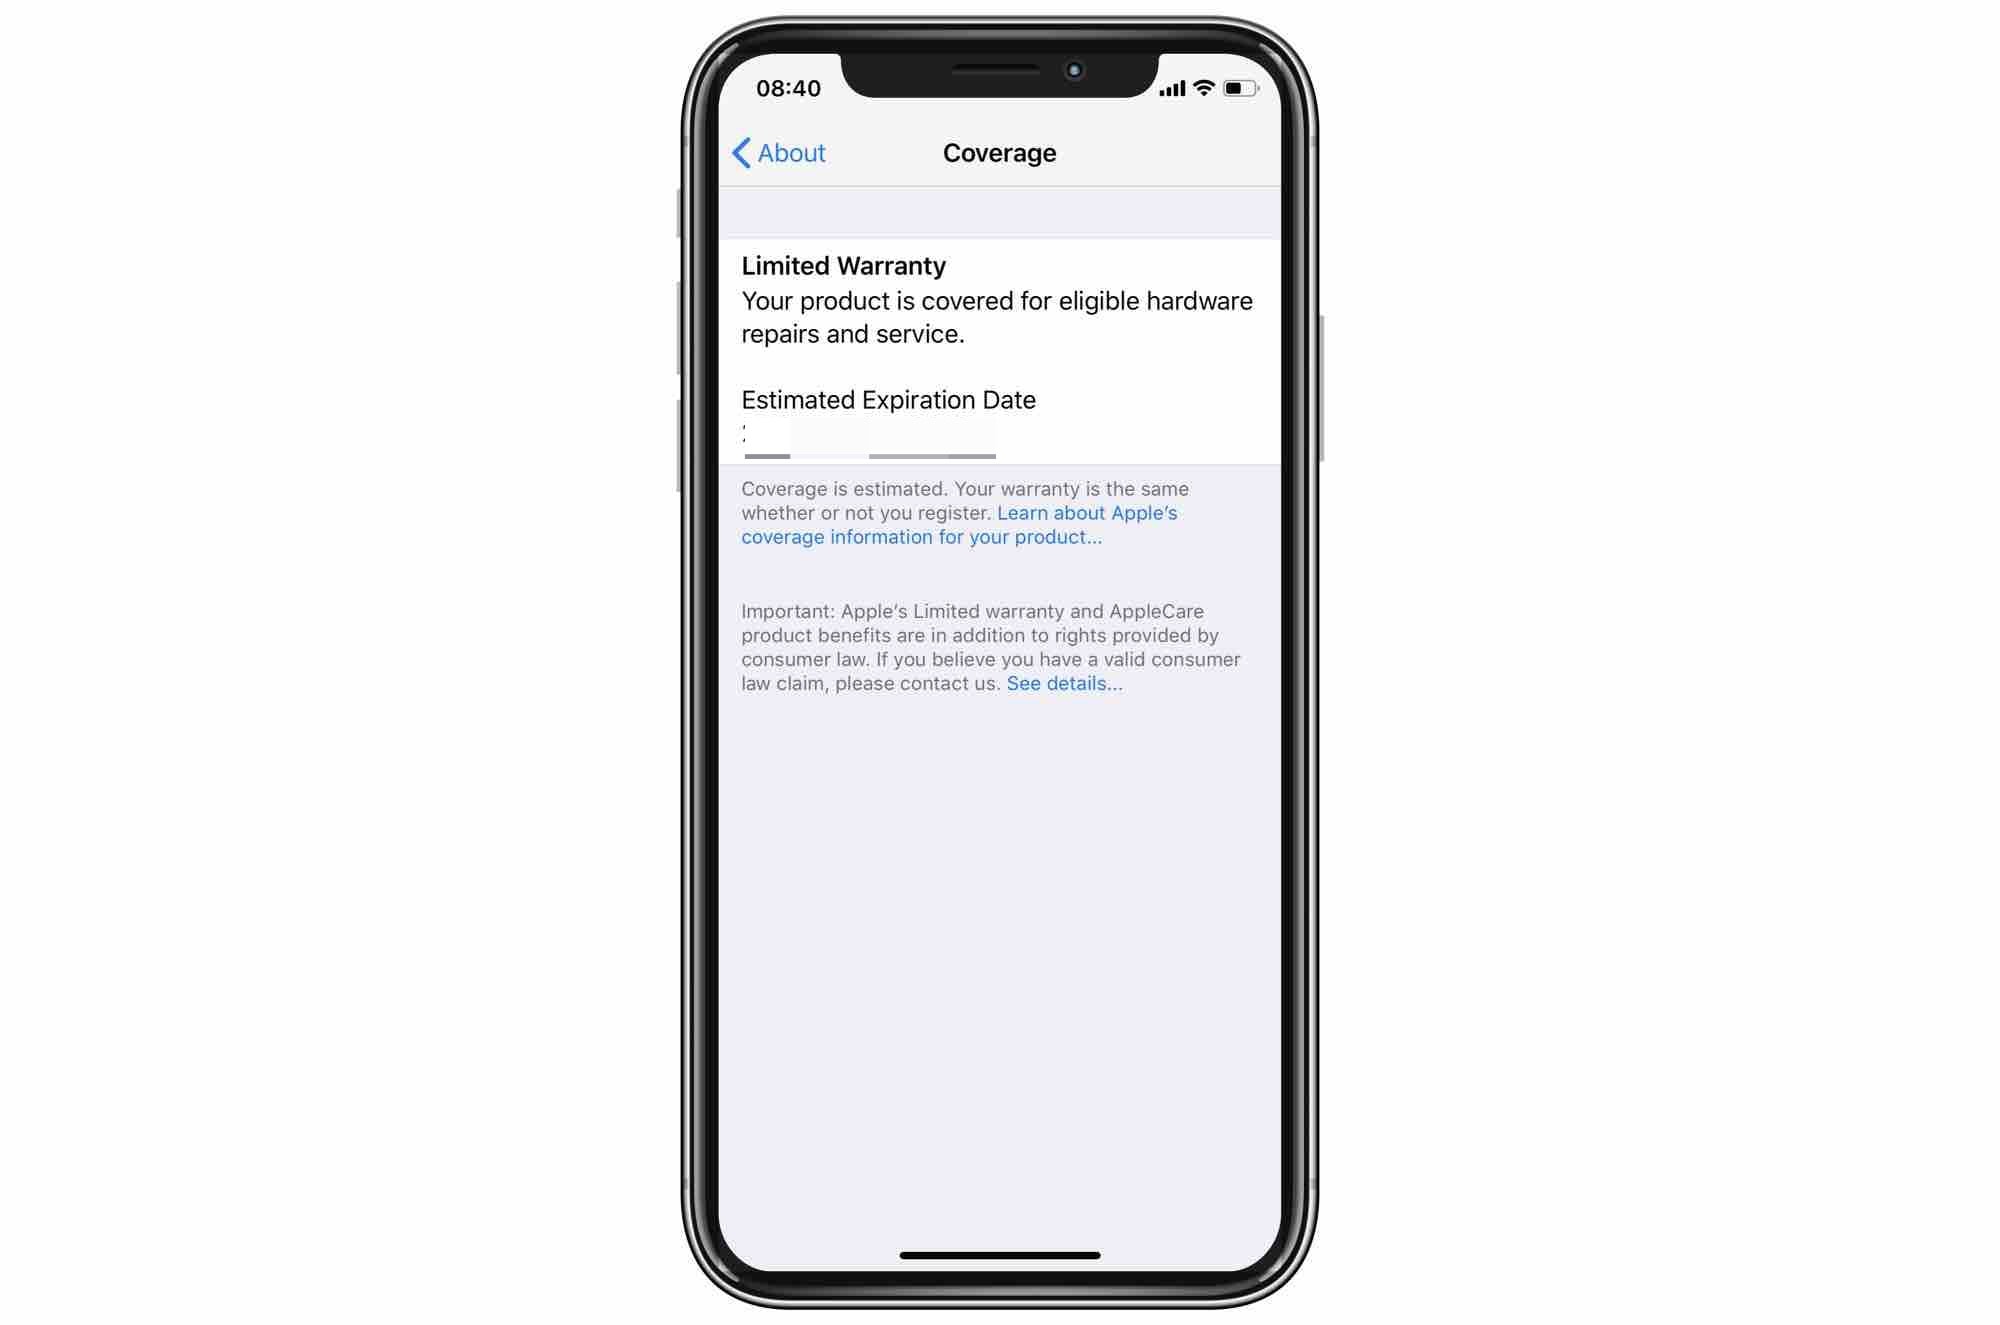 08:40
About
Coverage
Limited Warranty
Your product is covered for eligible hardware
repairs and service.
Estimated Expiration Date
Coverage is estimated. Your warranty is the same
whether or not you register. Learn about Apple’s
coverage information for your product...
Important: Apple’s Limited warranty and AppleCare
product benefits are in addition to rights provided by
consumer law. If you believe you have a valid consumer
law claim, please contact us. See details...